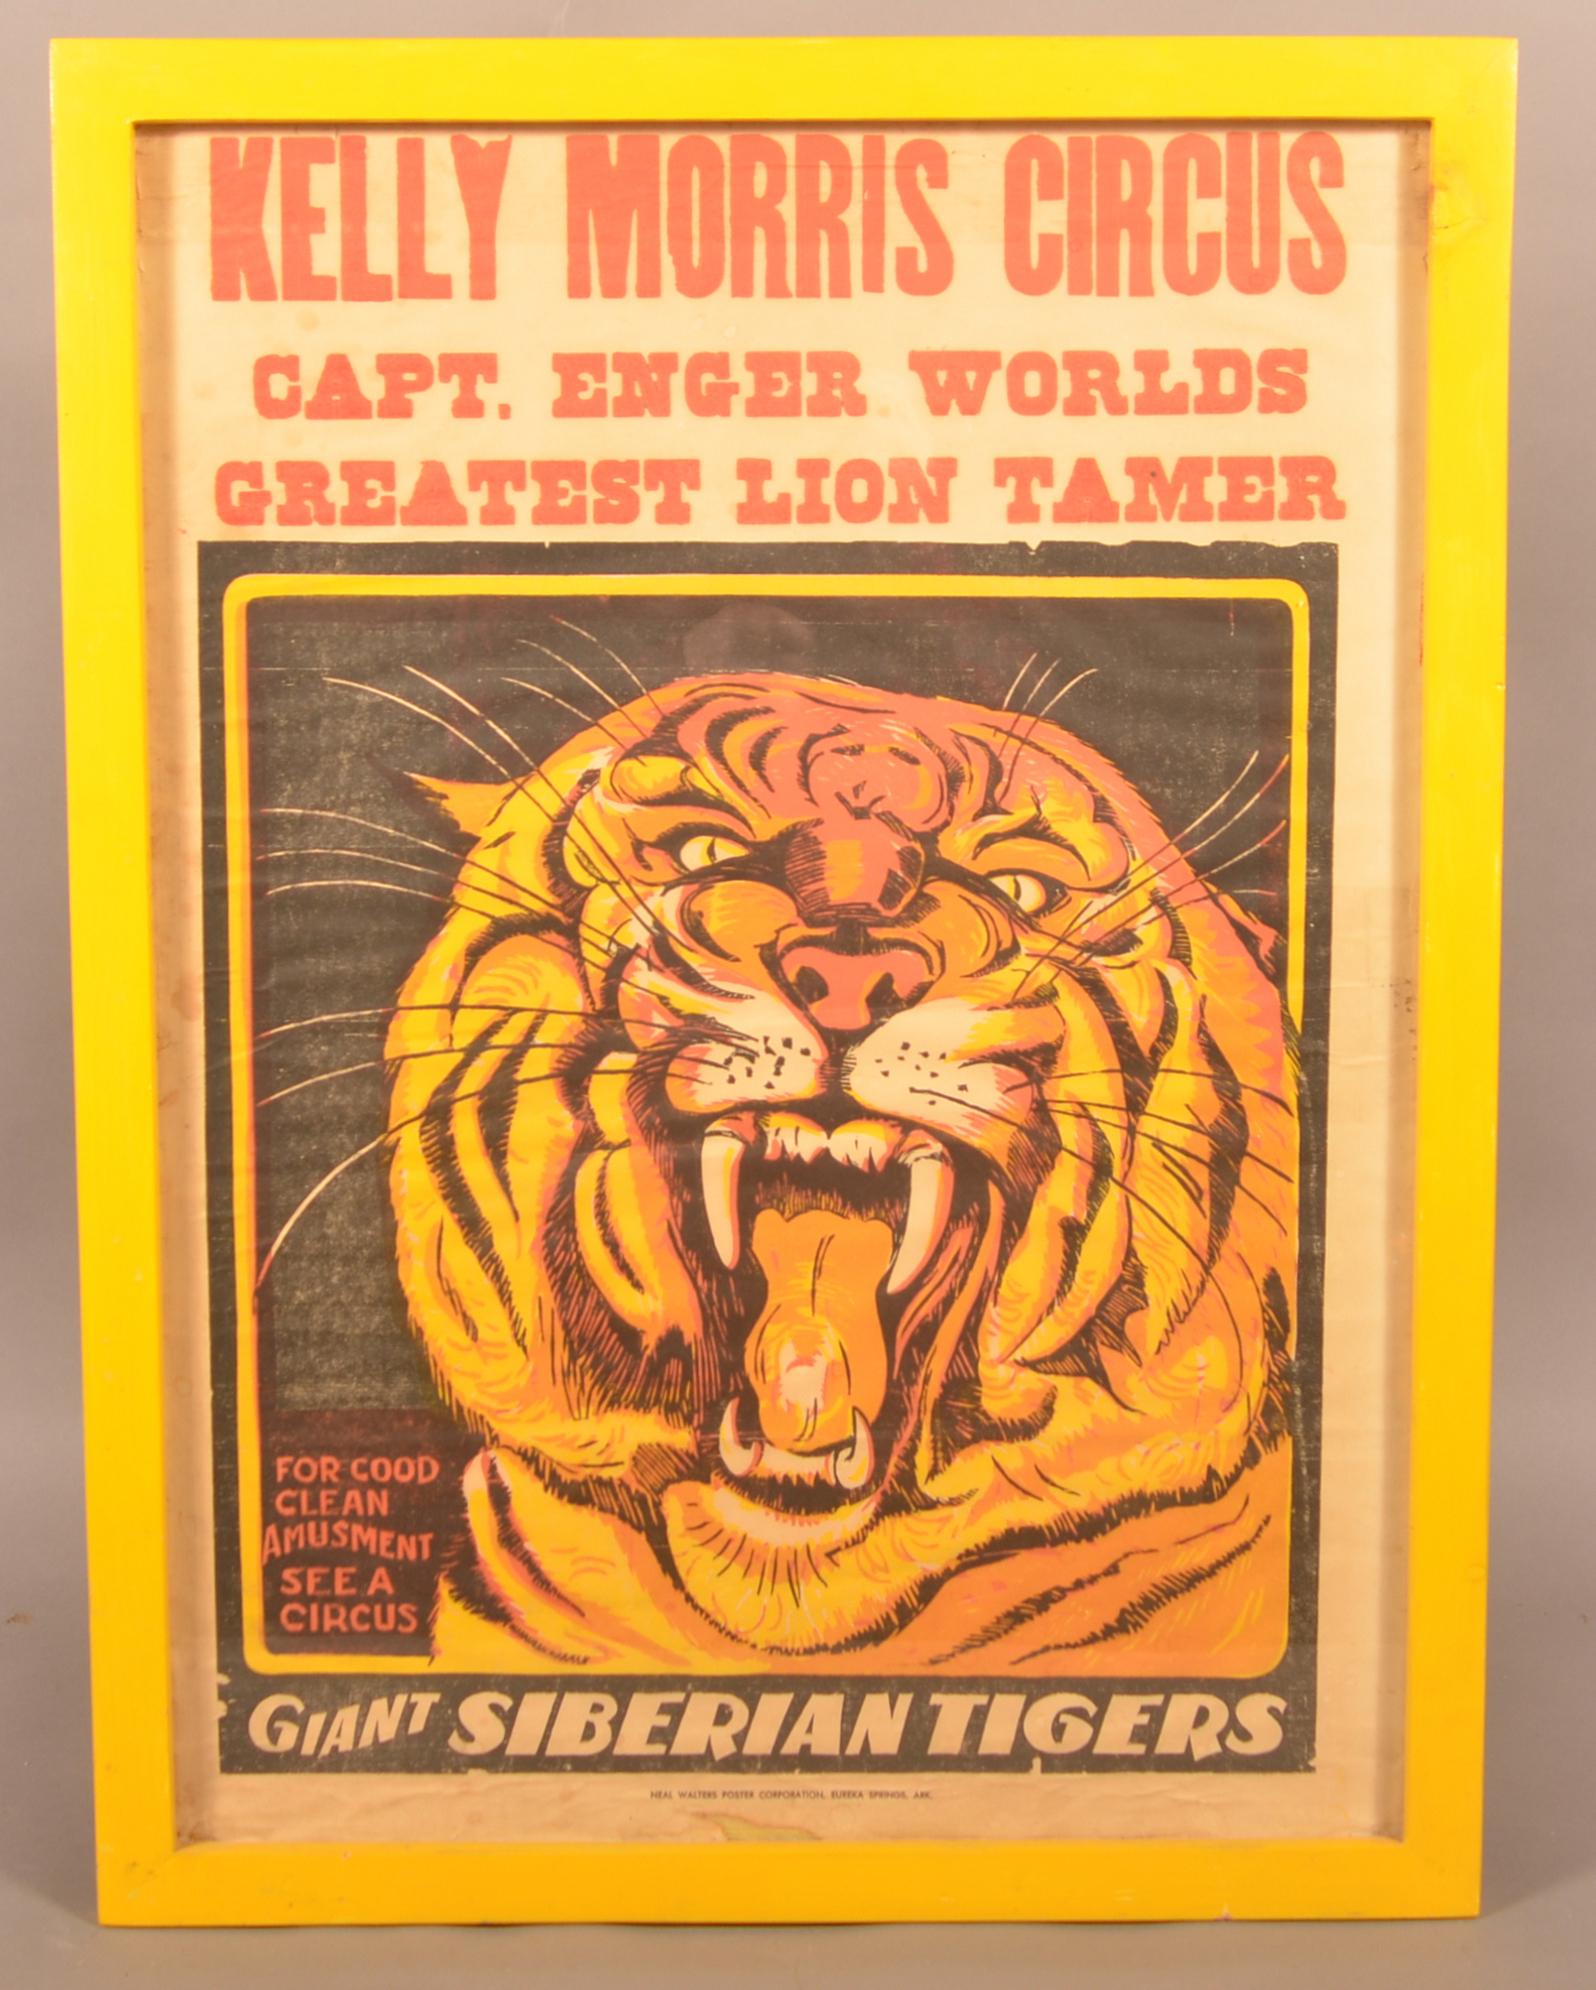 KELLY MORRIS CIRCUS
CAPT. ENGER WORLDS
GREATEST LION TAMER
FOR GOOD
CLEAN
AMUSMENT
SEE A
CIRCUS
GIANT SIBERIAN TIGERS
NEAL WALTERS POSTER CORPORATION, EUREKA SPRINGS, ARK.